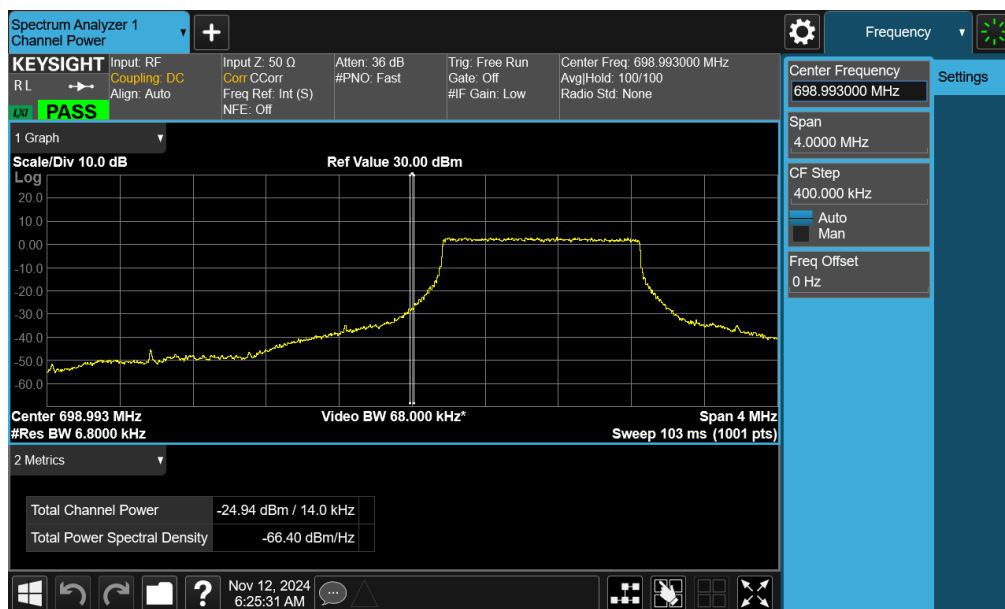 Spectrum Analyzer 1
Channel Power
Frequency
KEYSIGHT
R L
LXI
PASS
Input: RF
Coupling: DC
Align: Auto
Input Z: 50 Ω
Corr CCorr
Freq Ref: Int (S)
NFE: Off
Atten: 36 dB
#PNO: Fast
Trig: Free Run
Gate: Off
#IF Gain: Low
Center Freq: 698.993000 MHz
Avg|Hold: 100/100
Radio Std: None
Center Frequency
698.993000 MHz
Settings
Span
4.0000 MHz
CF Step
400.000 kHz
Auto
Man
Freq Offset
0 Hz
1 Graph
Scale/Div 10.0 dB
Ref Value 30.00 dBm
Log
20.0
10.0
0.00
-10.0
-20.0
-30.0
-40.0
-50.0
-60.0
Center 698.993 MHz
Video BW 68.000 kHz*
Span 4 MHz
#Res BW 6.8000 kHz
Sweep 103 ms (1001 pts)
2 Metrics
Total Channel Power -24.94 dBm / 14.0 kHz
Total Power Spectral Density -66.40 dBm/Hz
?
Nov 12, 2024
6:25:31 AM